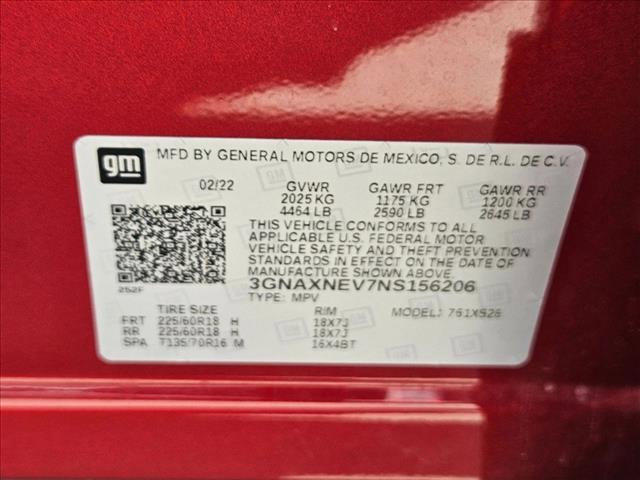 gm
MFD BY GENERAL MOTORS DE MEXICO, S. DE R.L. DE C.V.
02/22 GVWR GAWR FRT GAWR RR
2025 KG 1175 KG 1200 KG
4464 LB 2590 LB 2645 LB
THIS VEHICLE CONFORMS TO ALL
APPLICABLE U.S. FEDERAL MOTOR
VEHICLE SAFETY AND THEFT PREVENTION
STANDARDS IN EFFECT ON THE DATE OF
MANUFACTURE SHOWN ABOVE.
252F
3GNAXNEV7NS156206
TYPE: MPV MODEL: 761XS26
TIRE SIZE RIM
FRT 225/60R18 H 18X7J
RR 225/60R18 H 18X7J
SPA T135/70R16 M 16X4BT